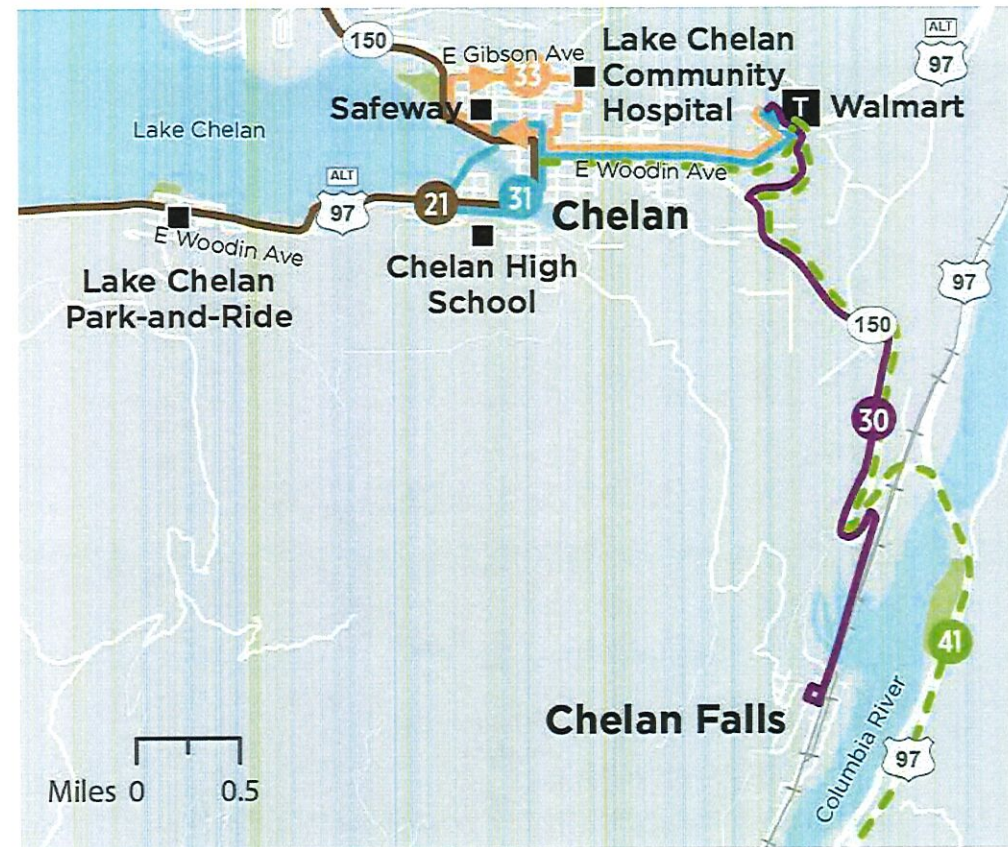 150
E Gibson Ave
33
Lake Chelan
Community
Hospital
ALT
97
Safeway
T
Walmart
Lake Chelan
E Woodin Ave
ALT
97
21
31
Chelan
E Woodin Ave
Lake Chelan
Park-and-Ride
Chelan High
School
97
150
30
41
Chelan Falls
Columbia River
97
Miles 0 0.5